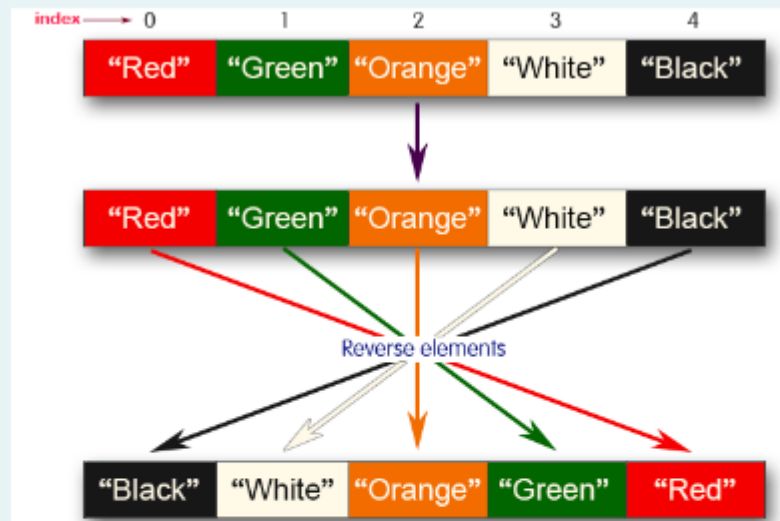 index 0 1 2 3 4
“Red” “Green” “Orange” “White” “Black”
“Red” “Green” “Orange” “White” “Black”
Reverse elements
“Black” “White” “Orange” “Green” “Red”